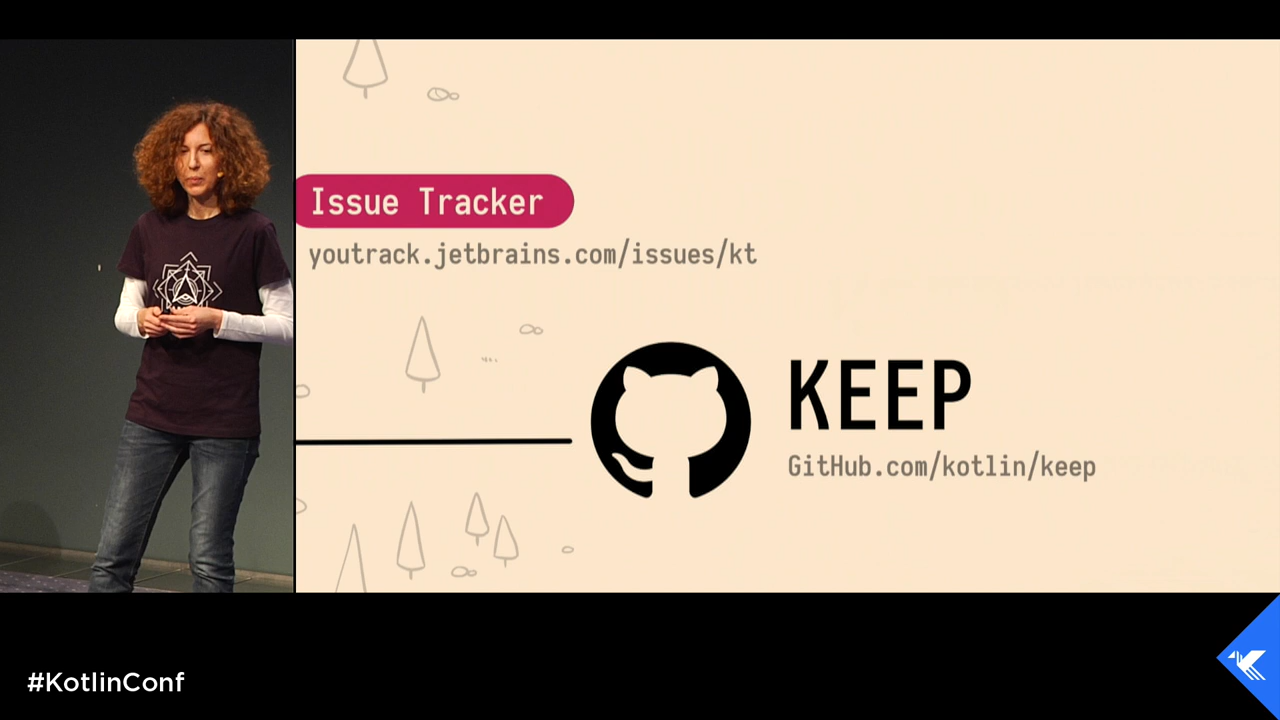 Issue Tracker
youtrack.jetbrains.com/issues/kt
KEEP
GitHub.com/kotlin/keep
#KotlinConf